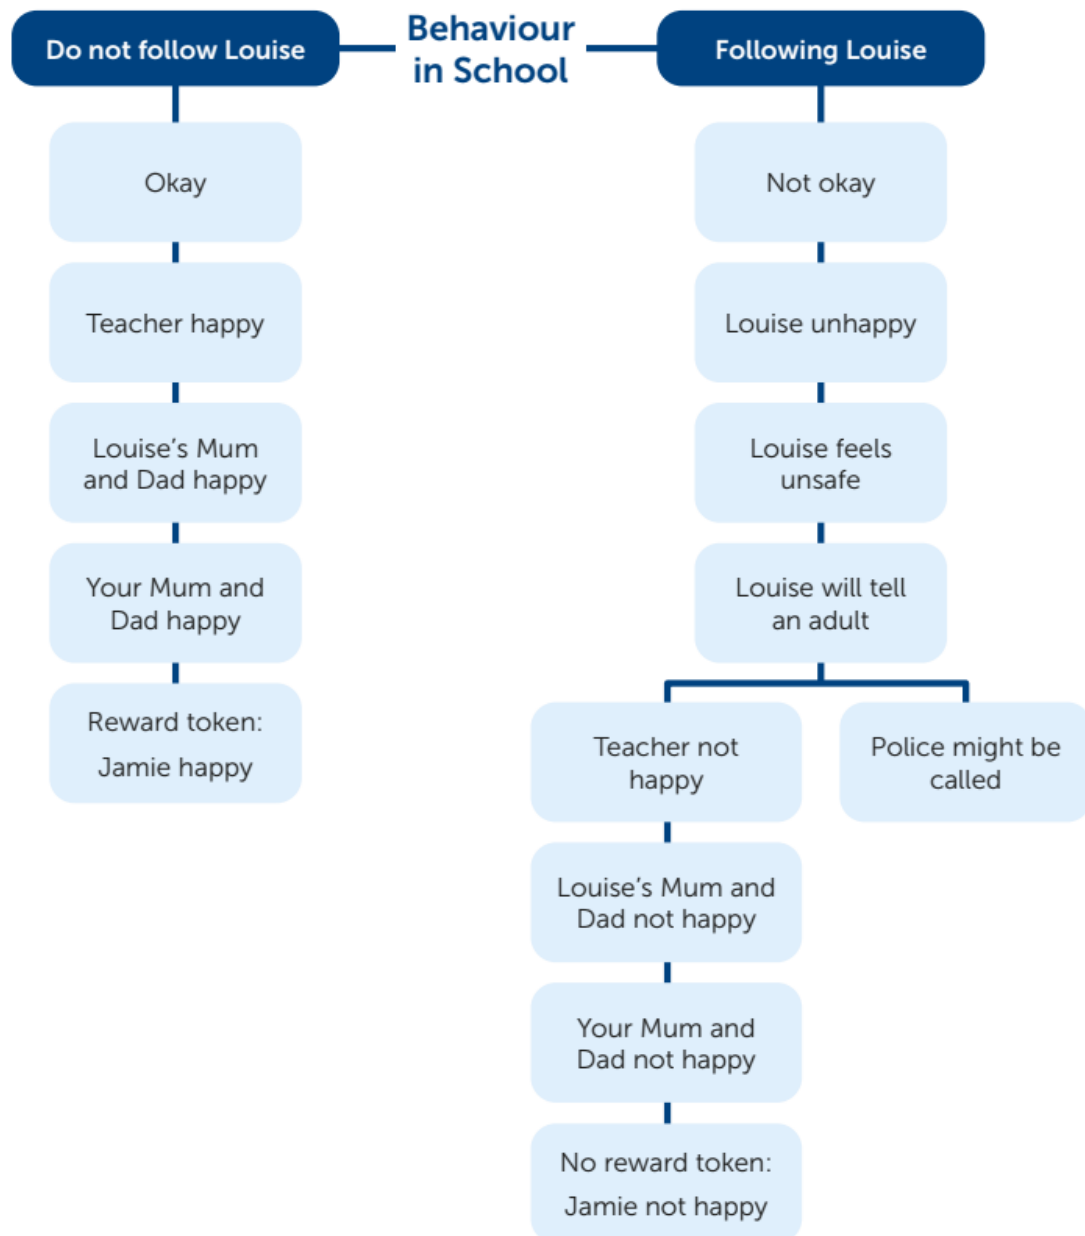 Behaviour
in School
Do not follow Louise
Okay
Teacher happy
Louise’s Mum
and Dad happy
Your Mum and
Dad happy
Reward token:
Jamie happy
Following Louise
Not okay
Louise unhappy
Louise feels
unsafe
Louise will tell
an adult
Teacher not
happy
Louise’s Mum and
Dad not happy
Your Mum and
Dad not happy
No reward token:
Jamie not happy
Police might be
called